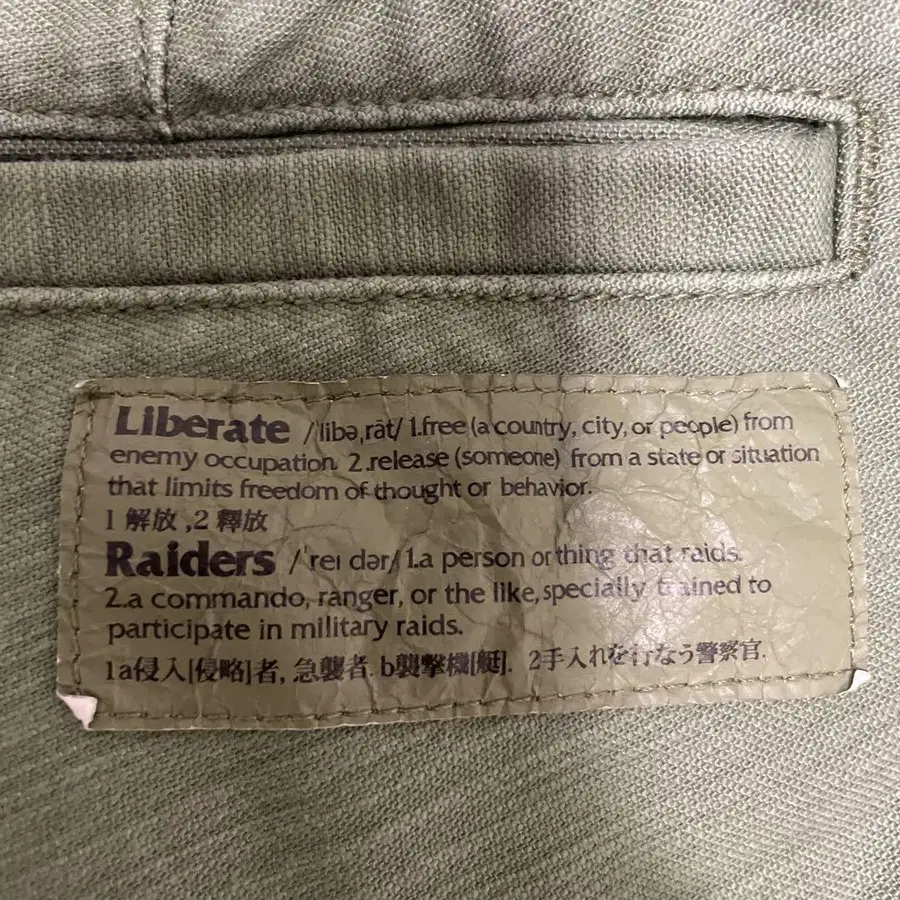 Liberate /'libə,rāt/ 1.free (a country, city, or people) from
enemy occupation. 2.release (someone) from a state or situation
that limits freedom of thought or behavior.
1 解放 ,2 釋放
Raiders /'reɪ dər/ 1.a person or thing that raids.
2.a commando, ranger, or the like, specially trained to
participate in military raids.
1a侵入[侵略]者, 急襲者. b襲撃機[艇]. 2手入れを行なう警察官.